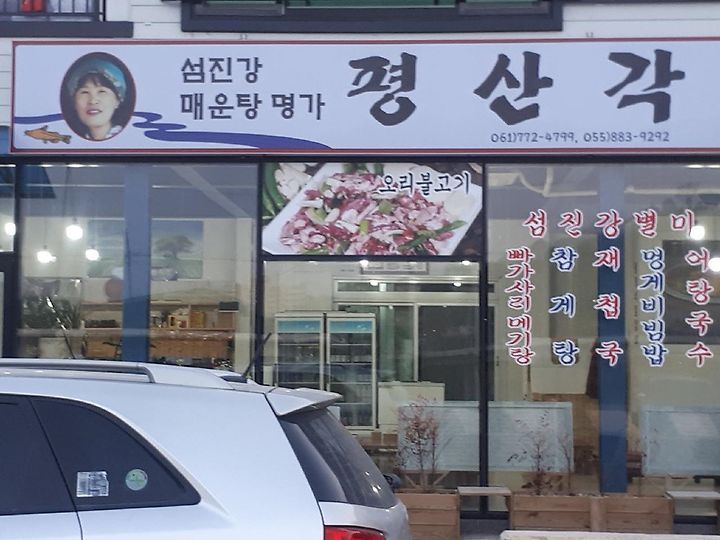 섬진강
매운탕 명가
평산각
061)772-4799, 055)883-9292
오리불고기
섬진강별미
빠가사리메기탕
참게탕
재첩국
멍게비빔밥
어탕국수